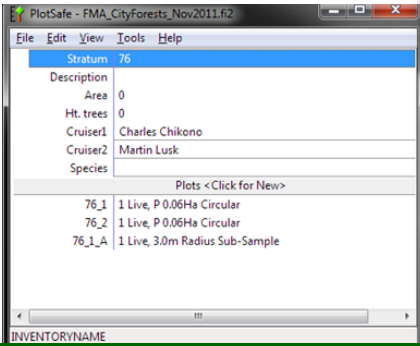 PlotSafe - FMA_CityForests_Nov2011.fi2
File Edit View Tools Help
Stratum 76
Description
Area 0
Ht. trees 0
Cruiser1 Charles Chikono
Cruiser2 Martin Lusk
Species
Plots <Click for New>
76_1 1 Live, P 0.06Ha Circular
76_2 1 Live, P 0.06Ha Circular
76_1_A 1 Live, 3.0m Radius Sub-Sample
INVENTORYNAME